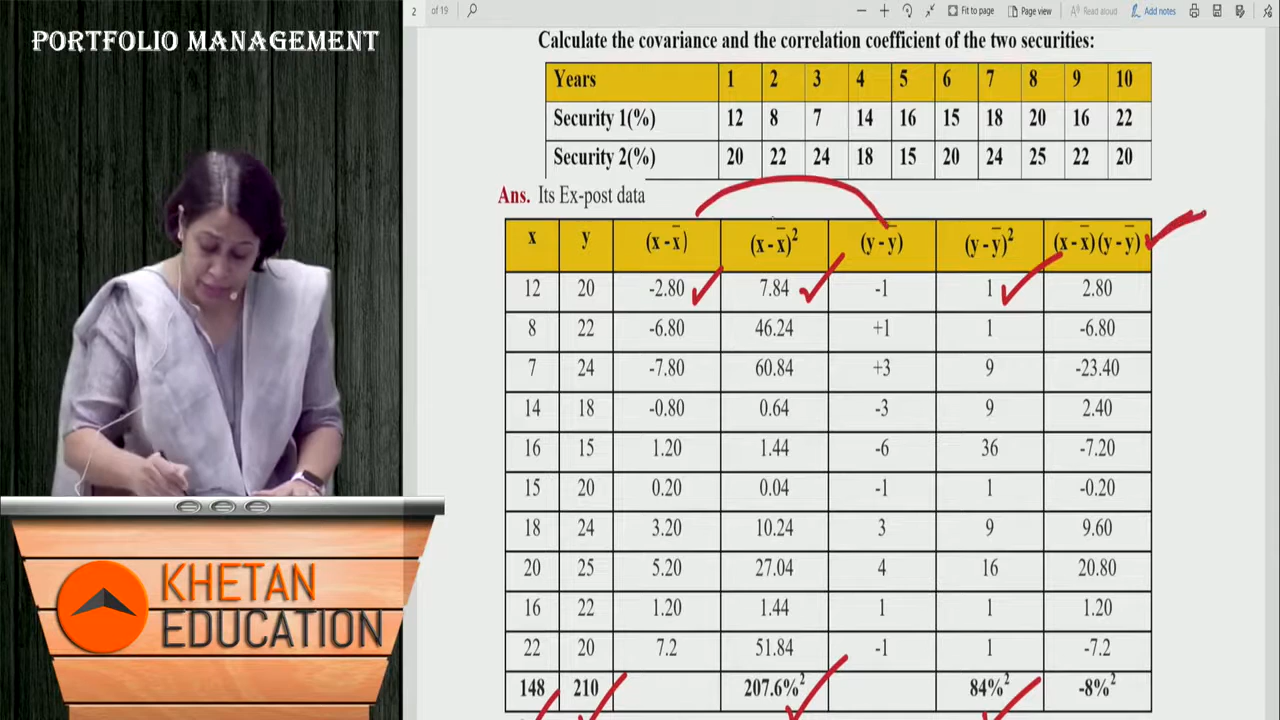 PORTFOLIO MANAGEMENT
2 of 19
Fit to page
Page view
Read aloud
Add notes
Calculate the covariance and the correlation coefficient of the two securities:
Years 1 2 3 4 5 6 7 8 9 10
Security 1(%) 12 8 7 14 16 15 18 20 16 22
Security 2(%) 20 22 24 18 15 20 24 25 22 20
Ans. Its Ex-post data
x y (x - x̄) (x - x̄)² (y - ȳ) (y - ȳ)² (x - x̄) (y - ȳ)
12 20 -2.80 7.84 -1 1 2.80
8 22 -6.80 46.24 +1 1 -6.80
7 24 -7.80 60.84 +3 9 -23.40
14 18 -0.80 0.64 -3 9 2.40
16 15 1.20 1.44 -6 36 -7.20
15 20 0.20 0.04 -1 1 -0.20
18 24 3.20 10.24 3 9 9.60
20 25 5.20 27.04 4 16 20.80
16 22 1.20 1.44 1 1 1.20
22 20 7.2 51.84 -1 1 -7.2
148 210 207.6%² 84%² -8%²
KHETAN
EDUCATION